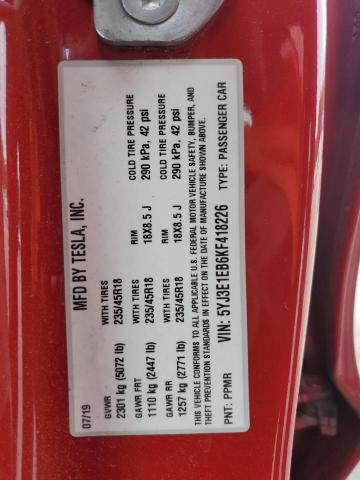 MFD BY TESLA, INC.
07/19
GVWR
2301 kg (5072 lb)
WITH TIRES
235/45R18
RIM
18X8.5 J
COLD TIRE PRESSURE
290 kPa, 42 psi
GAWR FRT
1110 kg (2447 lb)
WITH TIRES
235/45R18
RIM
18X8.5 J
COLD TIRE PRESSURE
290 kPa, 42 psi
GAWR RR
1257 kg (2771 lb)
WITH TIRES
235/45R18
THIS VEHICLE CONFORMS TO ALL APPLICABLE U.S. FEDERAL MOTOR VEHICLE SAFETY, BUMPER, AND
THEFT PREVENTION STANDARDS IN EFFECT ON THE DATE OF MANUFACTURE SHOWN ABOVE.
PNT: PPMR
VIN: 5YJ3E1EB6KF418226
TYPE: PASSENGER CAR